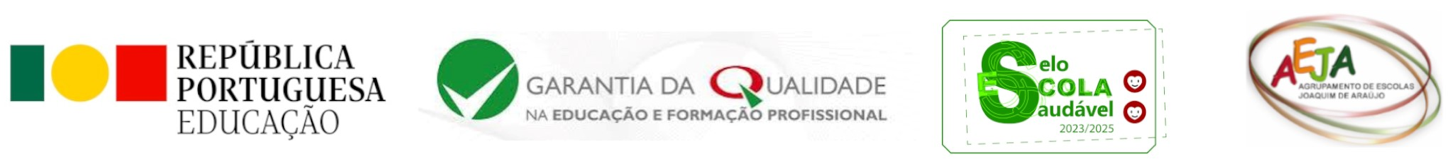 REPÚBLICA
PORTUGUESA
EDUCAÇÃO
GARANTIA DA QUALIDADE
NA EDUCAÇÃO E FORMAÇÃO PROFISSIONAL
Selo
ESCOLA
Saudável
2023/2025
AEJA
AGRUPAMENTO DE ESCOLAS
JOAQUIM DE ARAÚJO